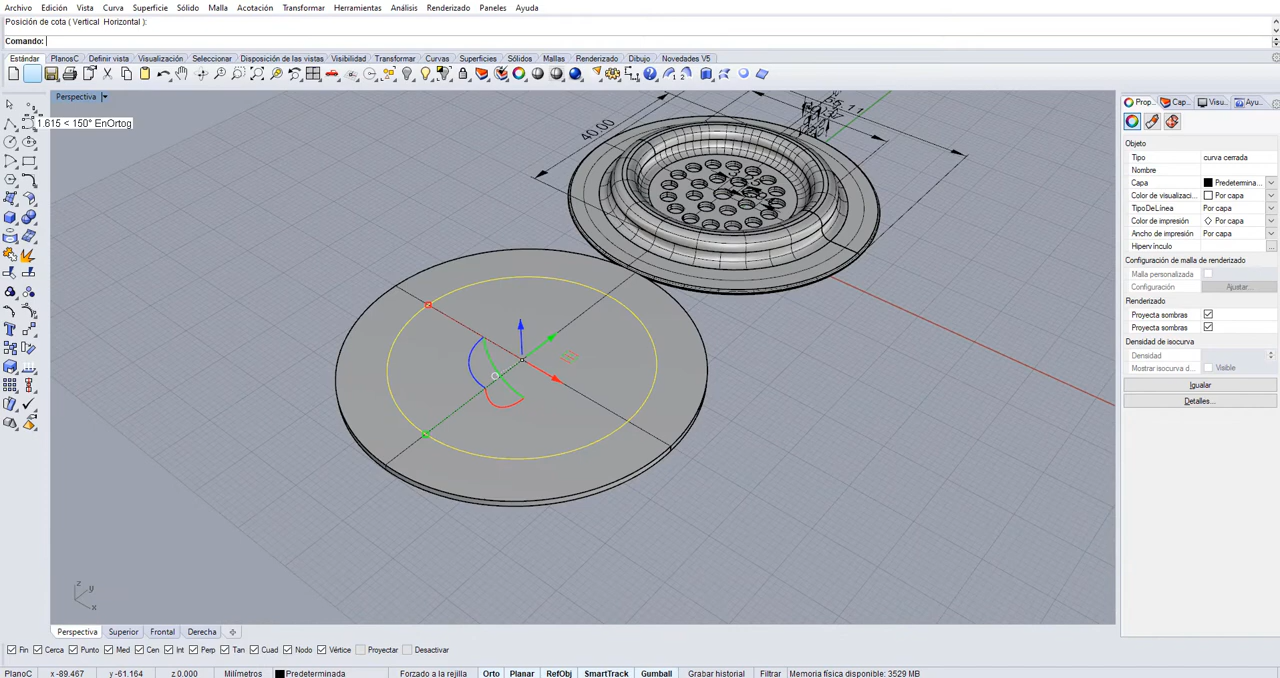 Archivo Edición Vista Curva Superficie Sólido Malla Acotación Transformar Herramientas Análisis Renderizado Paneles Ayuda
Posición de cota ( Vertical Horizontal ):
Comando:
Estándar PlanosC Definir vista Visualización Seleccionar Disposición de las vistas Visibilidad Transformar Curvas Superficies Sólidos Mallas Renderizado Dibujo Novedades V5
Perspectiva
Prop... Cap... Visu... Ayu...
1.615 < 150° EnOrtog
40.00
11
Objeto
Tipo curva cerrada
Nombre
Capa Predetermina...
Color de visualizaci... Por capa
TipoDeLínea Por capa
Color de impresión Por capa
Ancho de impresión Por capa
Hipervínculo ...
Configuración de malla de renderizado
Malla personalizada
Configuración Ajustar...
Renderizado
Proyecta sombras
Proyecta sombras
Densidad de isocurva
Densidad
Mostrar isocurva d... Visible
Igualar
Detalles...
z
y
x
Perspectiva Superior Frontal Derecha
Fin Cerca Punto Med Cen Int Perp Tan Cuad Nodo Vértice Proyectar Desactivar
PlanoC x -89.467 y -61.164 z 0.000 Milímetros Predeterminada Forzado a la rejilla Orto Planar RefObj SmartTrack Gumball Grabar historial Filtrar Memoria física disponible: 3529 MB